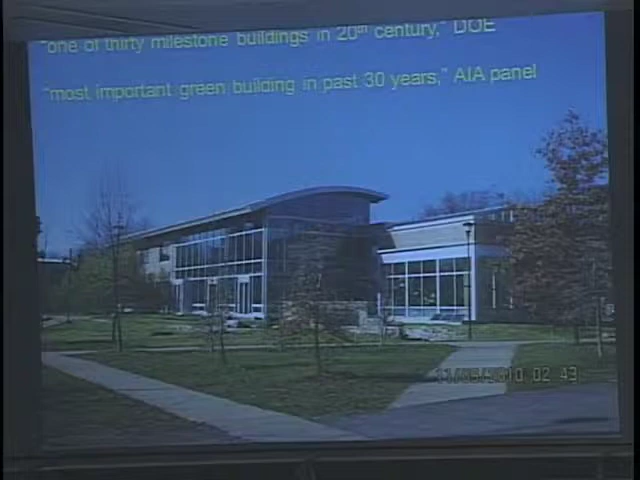 "one of thirty milestone buildings in 20th century," DOE
"most important green building in past 30 years," AIA panel